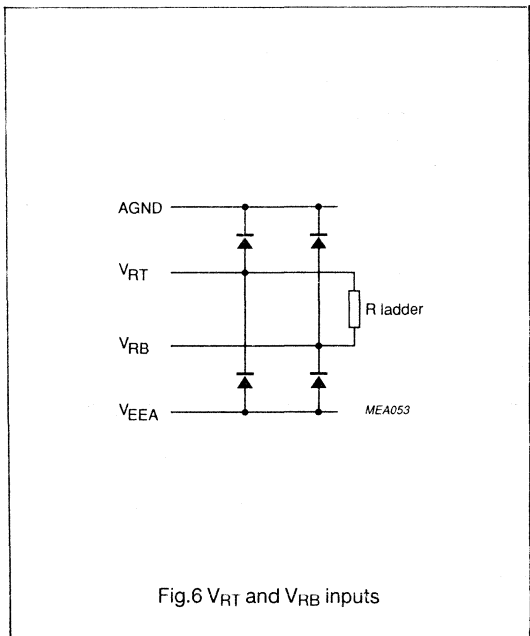 AGND
VRT
R ladder
VRB
VEEA
MEA053
Fig.6 VRT and VRB inputs